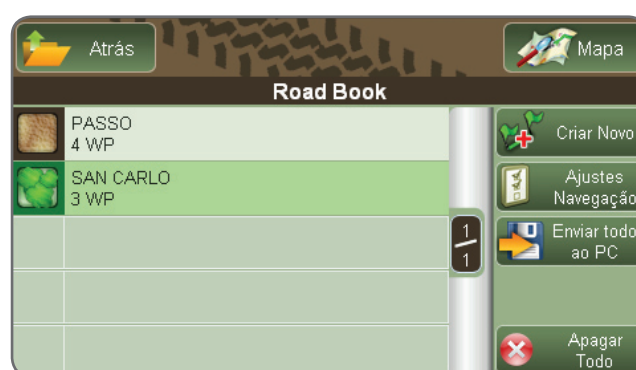 Atrás
Mapa
Road Book
PASSO
4 WP
SAN CARLO
3 WP
1
1
Criar Novo
Ajustes
Navegação
Enviar todo
ao PC
Apagar
Todo